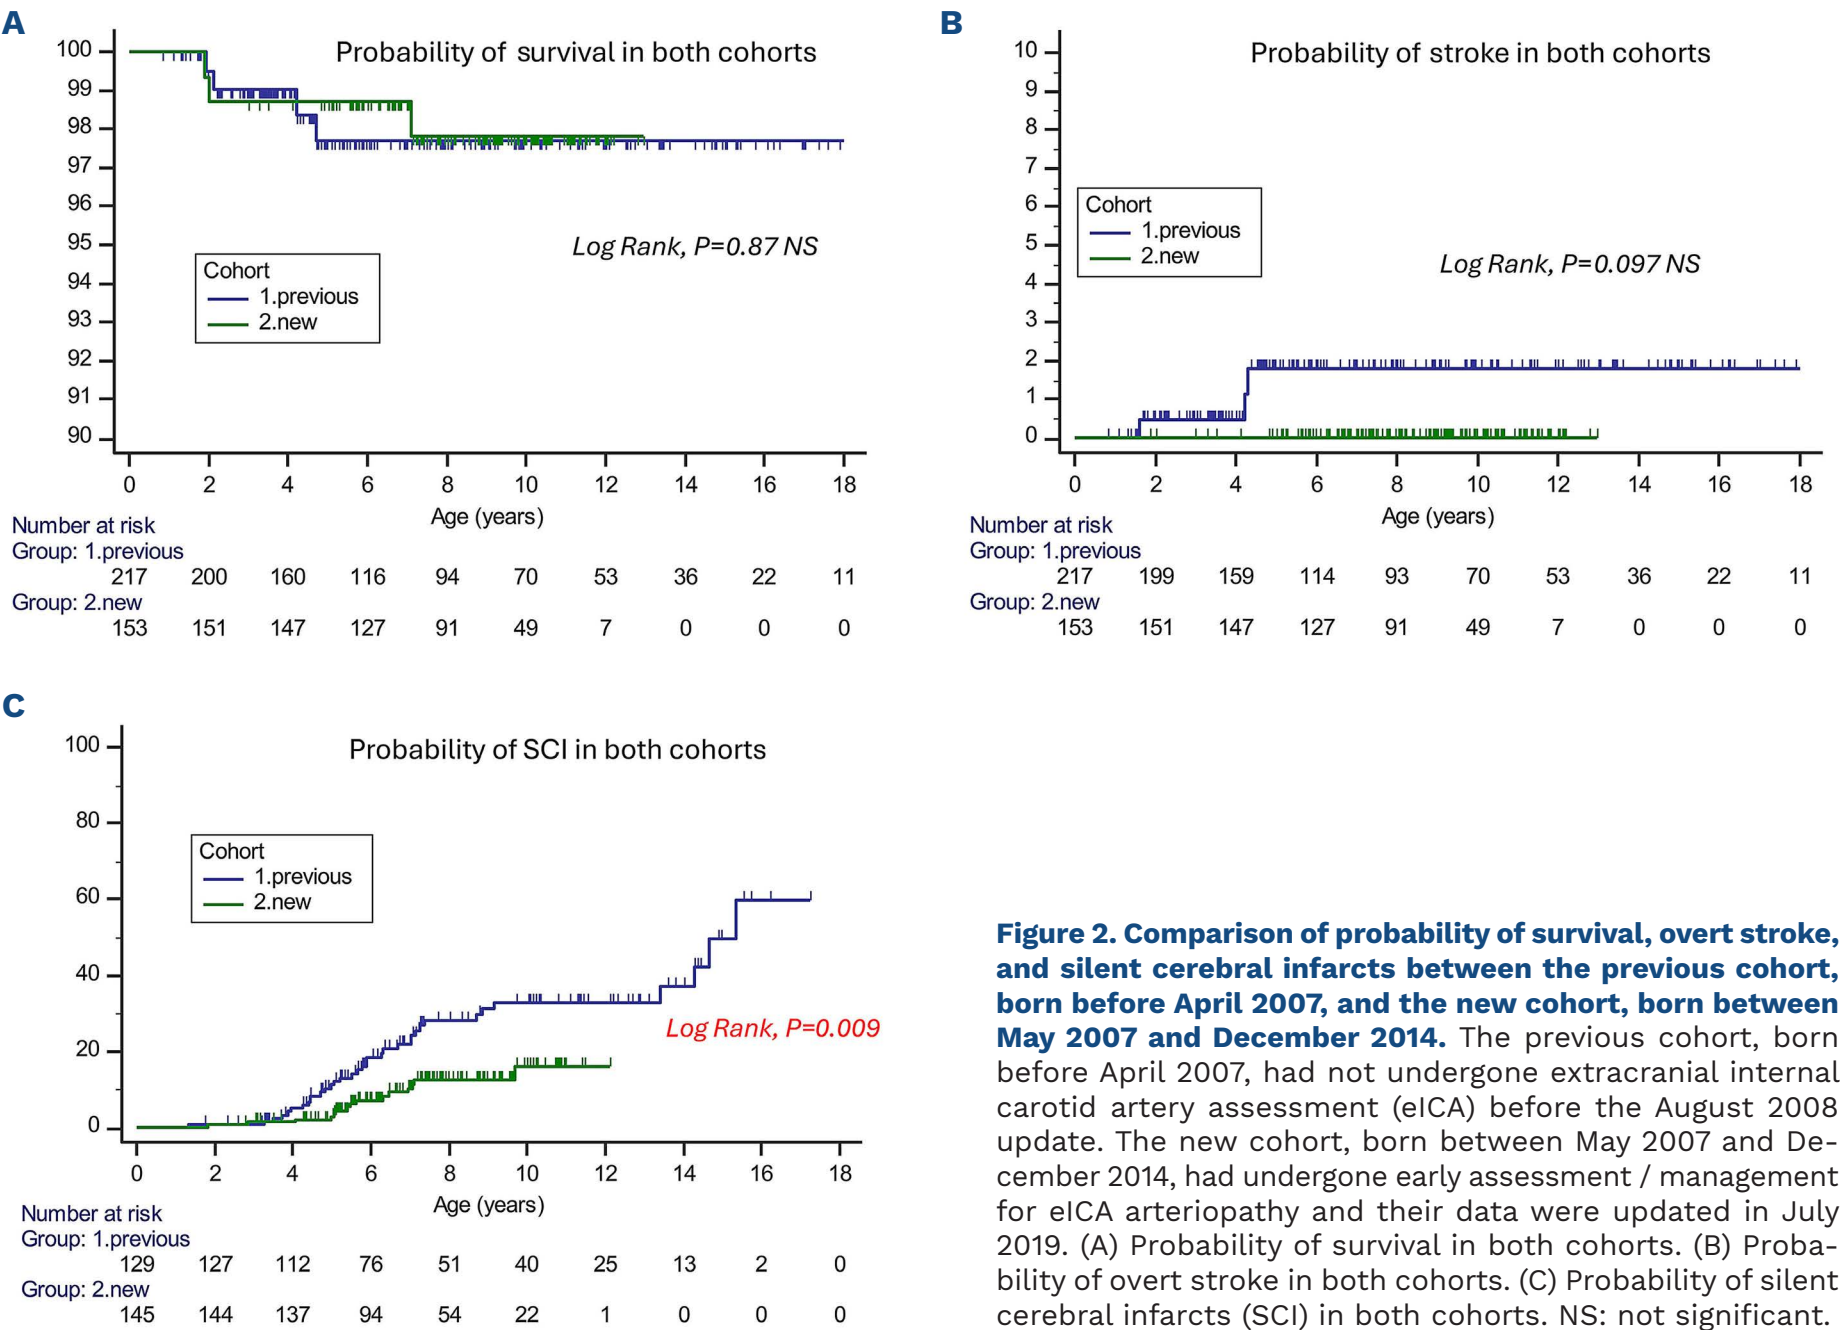 A
Probability of survival in both cohorts
100
99
98
97
96
95
94
93
92
91
90
Log Rank, P=0.87 NS
Cohort
1.previous
2.new
0 2 4 6 8 10 12 14 16 18
Age (years)
Number at risk
Group: 1.previous
217 200 160 116 94 70 53 36 22 11
Group: 2.new
153 151 147 127 91 49 7 0 0 0
B
Probability of stroke in both cohorts
10
9
8
7
6
5
4
3
2
1
0
Cohort
1.previous
2.new
Log Rank, P=0.097 NS
0 2 4 6 8 10 12 14 16 18
Age (years)
Number at risk
Group: 1.previous
217 199 159 114 93 70 53 36 22 11
Group: 2.new
153 151 147 127 91 49 7 0 0 0
C
Probability of SCI in both cohorts
100
80
60
40
20
0
Cohort
1.previous
2.new
Log Rank, P=0.009
0 2 4 6 8 10 12 14 16 18
Age (years)
Number at risk
Group: 1.previous
129 127 112 76 51 40 25 13 2 0
Group: 2.new
145 144 137 94 54 22 1 0 0 0
Figure 2. Comparison of probability of survival, overt stroke,
and silent cerebral infarcts between the previous cohort,
born before April 2007, and the new cohort, born between
May 2007 and December 2014. The previous cohort, born
before April 2007, had not undergone extracranial internal
carotid artery assessment (eICA) before the August 2008
update. The new cohort, born between May 2007 and De-
cember 2014, had undergone early assessment / management
for eICA arteriopathy and their data were updated in July
2019. (A) Probability of survival in both cohorts. (B) Proba-
bility of overt stroke in both cohorts. (C) Probability of silent
cerebral infarcts (SCI) in both cohorts. NS: not significant.